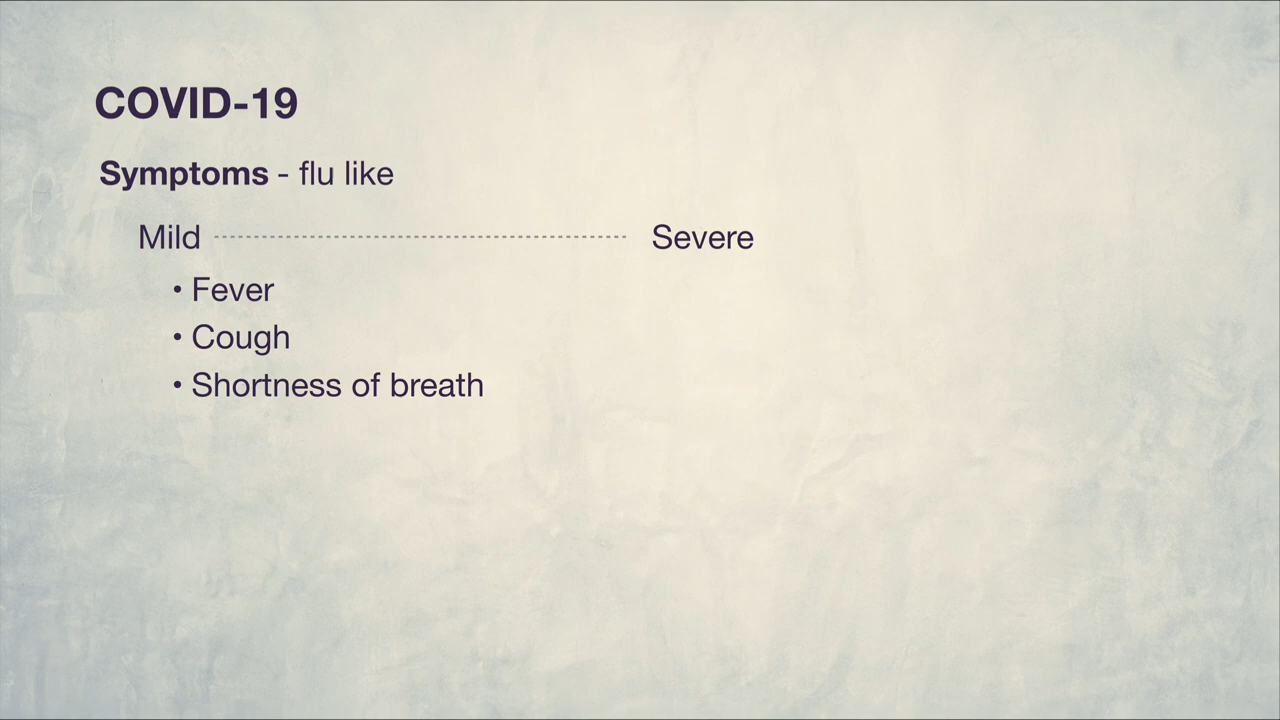 COVID-19
Symptoms - flu like
Mild Severe
• Fever
• Cough
• Shortness of breath